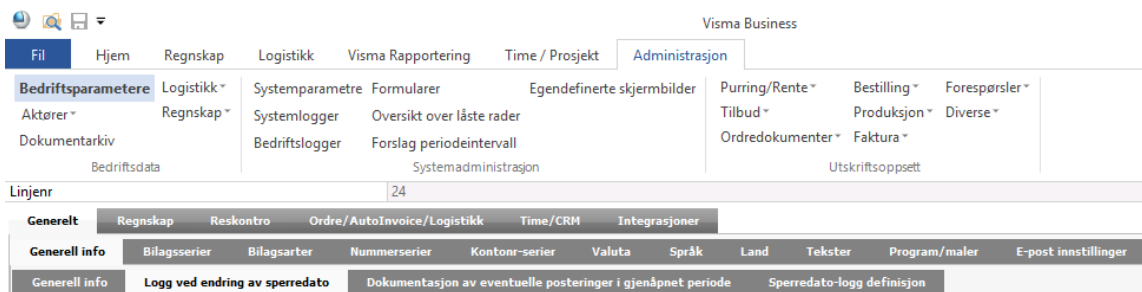 Visma Business
Fil Hjem Regnskap Logistikk Visma Rapportering Time / Prosjekt Administrasjon
Bedriftsparametere Logistikk Systemparametre Formularer Egendefinerte skjermbilder Purring/Rente Bestilling Forespørsler
Aktører Regnskap Systemlogger Oversikt over låste rader Tilbud Produksjon Diverse
Dokumentarkiv Bedriftslogger Forslag periodeintervall Ordredokumenter Faktura
Bedriftsdata Systemadministrasjon Utskriftsoppsett
Linjenr 24
Generelt Regnskap Reskontro Ordre/AutoInvoice/Logistikk Time/CRM Integrasjoner
Generell info Bilagsserier Bilagsarter Nummerserier Kontonr-serier Valuta Språk Land Tekster Program/maler E-post innstillinger
Generell info Logg ved endring av sperredato Dokumentasjon av eventuelle posteringer i gjenåpnet periode Sperredato-logg definisjon